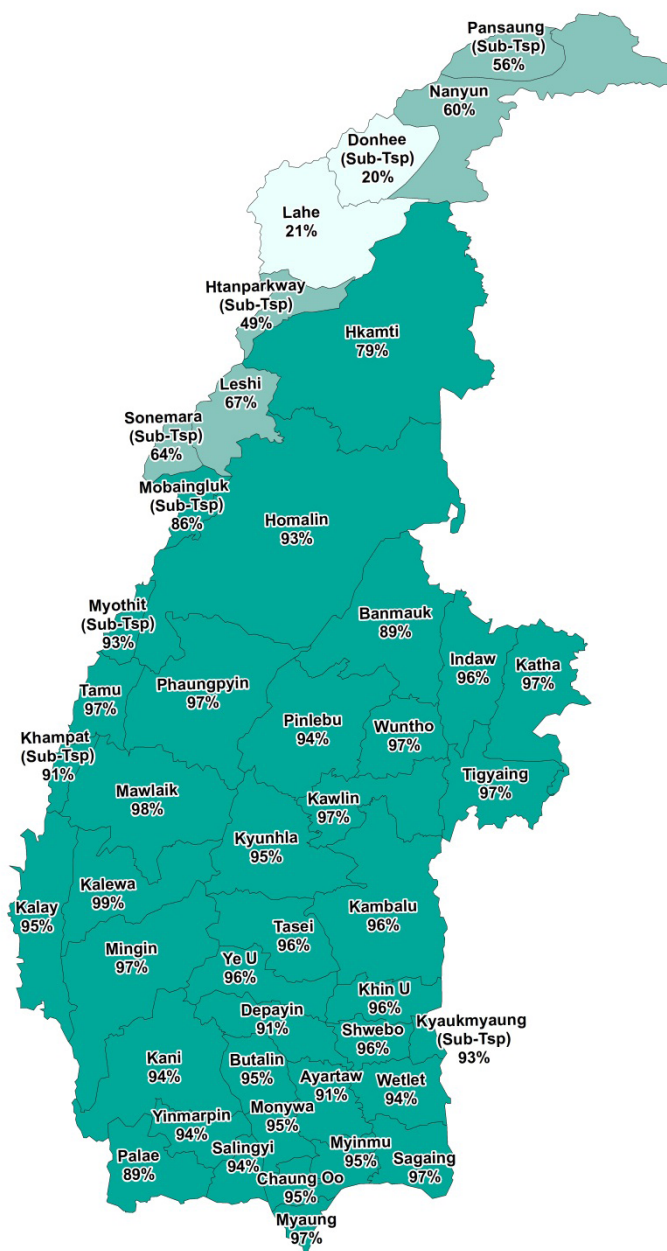 Pansaung
(Sub-Tsp)
56%
Nanyun
60%
Donhee
(Sub-Tsp)
20%
Lahe
21%
Htanparkway
(Sub-Tsp)
49%
Hkamti
79%
Leshi
67%
Sonemara
(Sub-Tsp)
64%
Mobaingluk
(Sub-Tsp)
86%
Homalin
93%
Myothit
(Sub-Tsp)
93%
Banmauk
89%
Indaw
96%
Katha
97%
Tamu
97%
Phaungpyin
97%
Pinlebu
94%
Wuntho
97%
Khampat
(Sub-Tsp)
91%
Tigyaing
97%
Mawlaik
98%
Kawlin
97%
Kyunhla
95%
Kalewa
99%
Kalay
95%
Kambalu
96%
Tasei
96%
Mingin
97%
Ye U
96%
Khin U
96%
Depayin
91%
Kyaukmyaung
(Sub-Tsp)
93%
Shwebo
96%
Kani
94%
Butalin
95%
Ayartaw
91%
Wetlet
94%
Yinmarpin
94%
Monywa
95%
Palae
89%
Salingyi
94%
Myinmu
95%
Sagaing
97%
Chaung Oo
95%
Myaung
97%